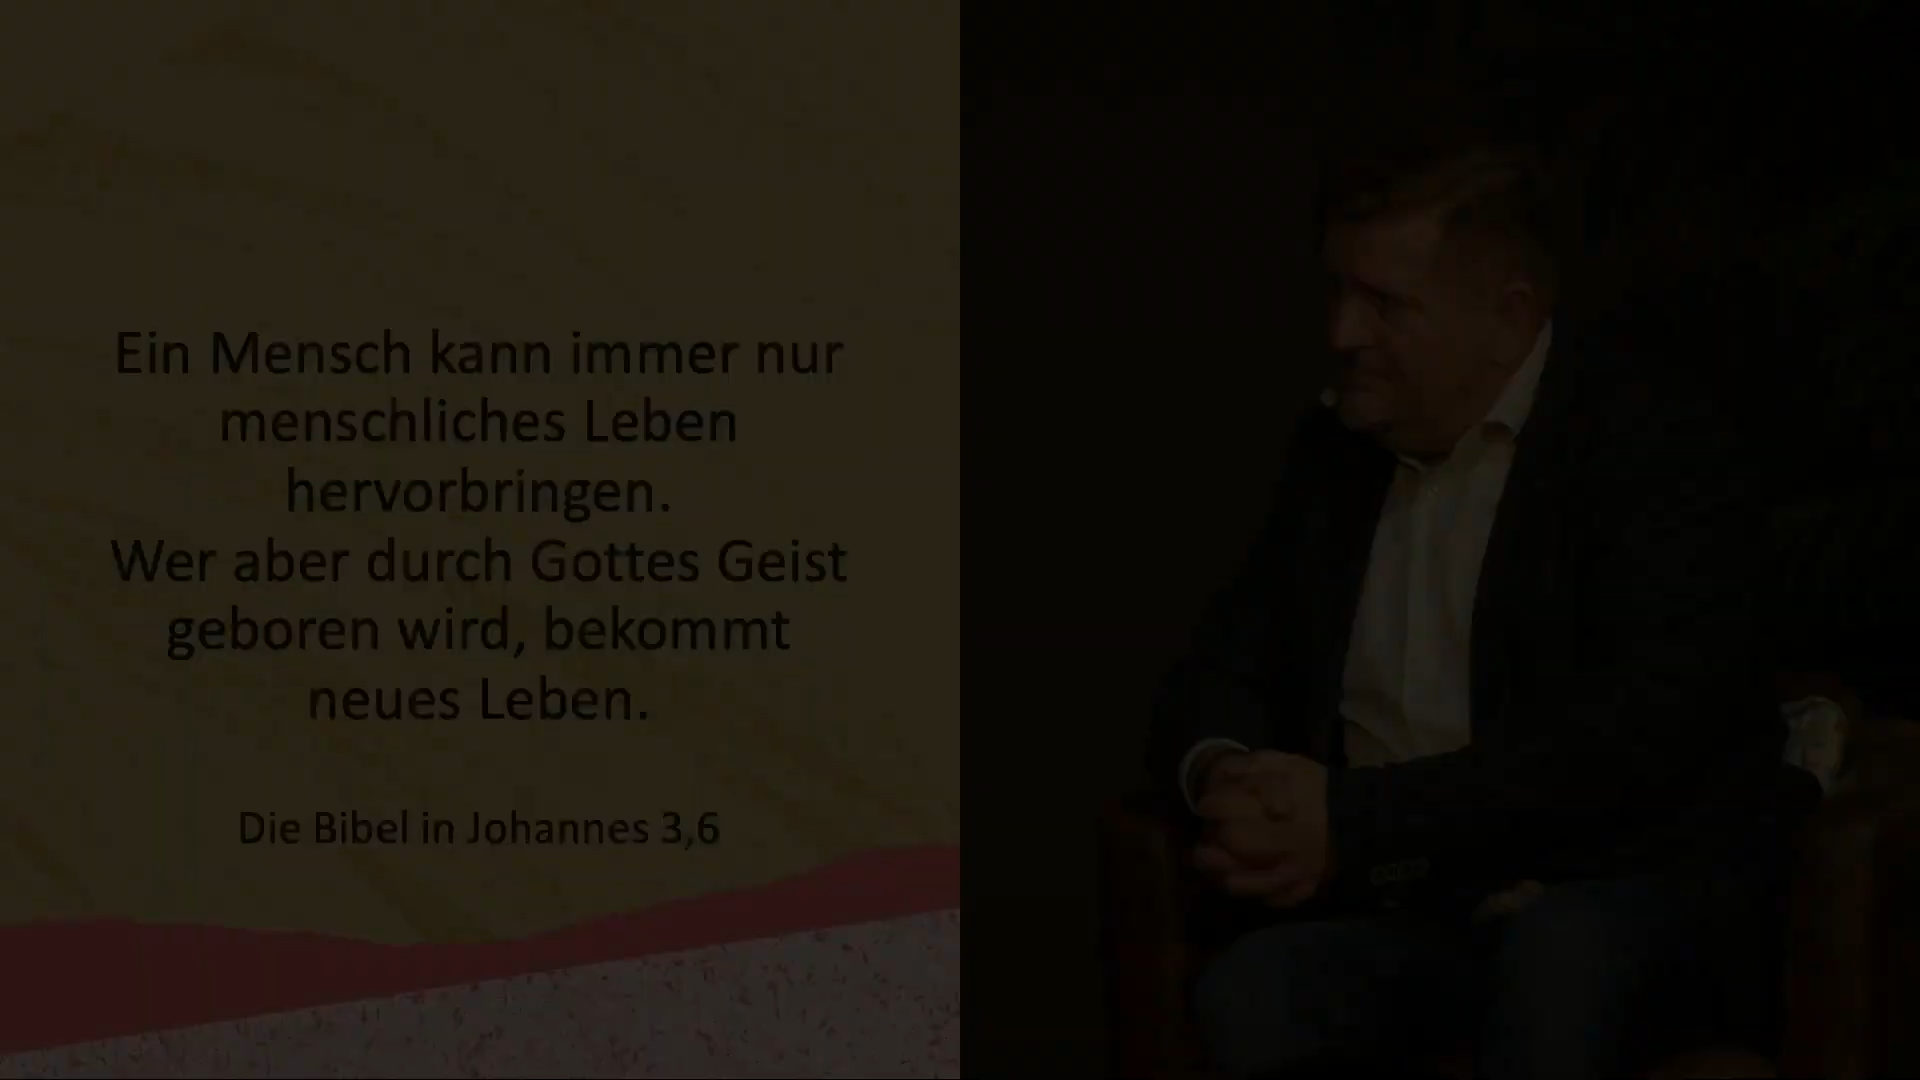 Ein Mensch kann immer nur
menschliches Leben
hervorbringen.
Wer aber durch Gottes Geist
geboren wird, bekommt
neues Leben.
Die Bibel in Johannes 3,6